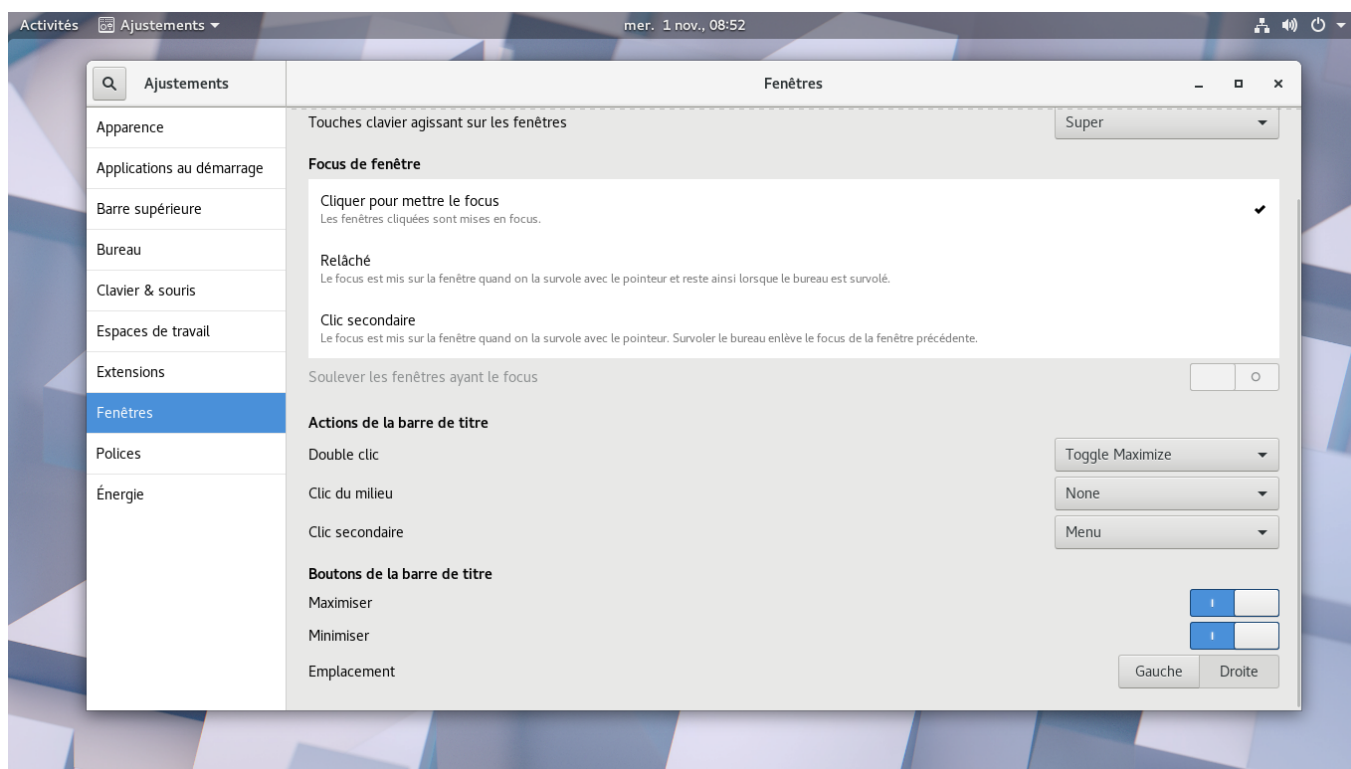 Activités Ajustements mer. 1 nov., 08:52
Ajustements Fenêtres
Apparence
Applications au démarrage
Barre supérieure
Bureau
Clavier & souris
Espaces de travail
Extensions
Fenêtres
Polices
Énergie
Touches clavier agissant sur les fenêtres Super
Focus de fenêtre
Cliquer pour mettre le focus
Les fenêtres cliquées sont mises en focus.
Relâché
Le focus est mis sur la fenêtre quand on la survole avec le pointeur et reste ainsi lorsque le bureau est survolé.
Clic secondaire
Le focus est mis sur la fenêtre quand on la survole avec le pointeur. Survoler le bureau enlève le focus de la fenêtre précédente.
Soulever les fenêtres ayant le focus
Actions de la barre de titre
Double clic Toggle Maximize
Clic du milieu None
Clic secondaire Menu
Boutons de la barre de titre
Maximiser
Minimiser
Emplacement Gauche Droite